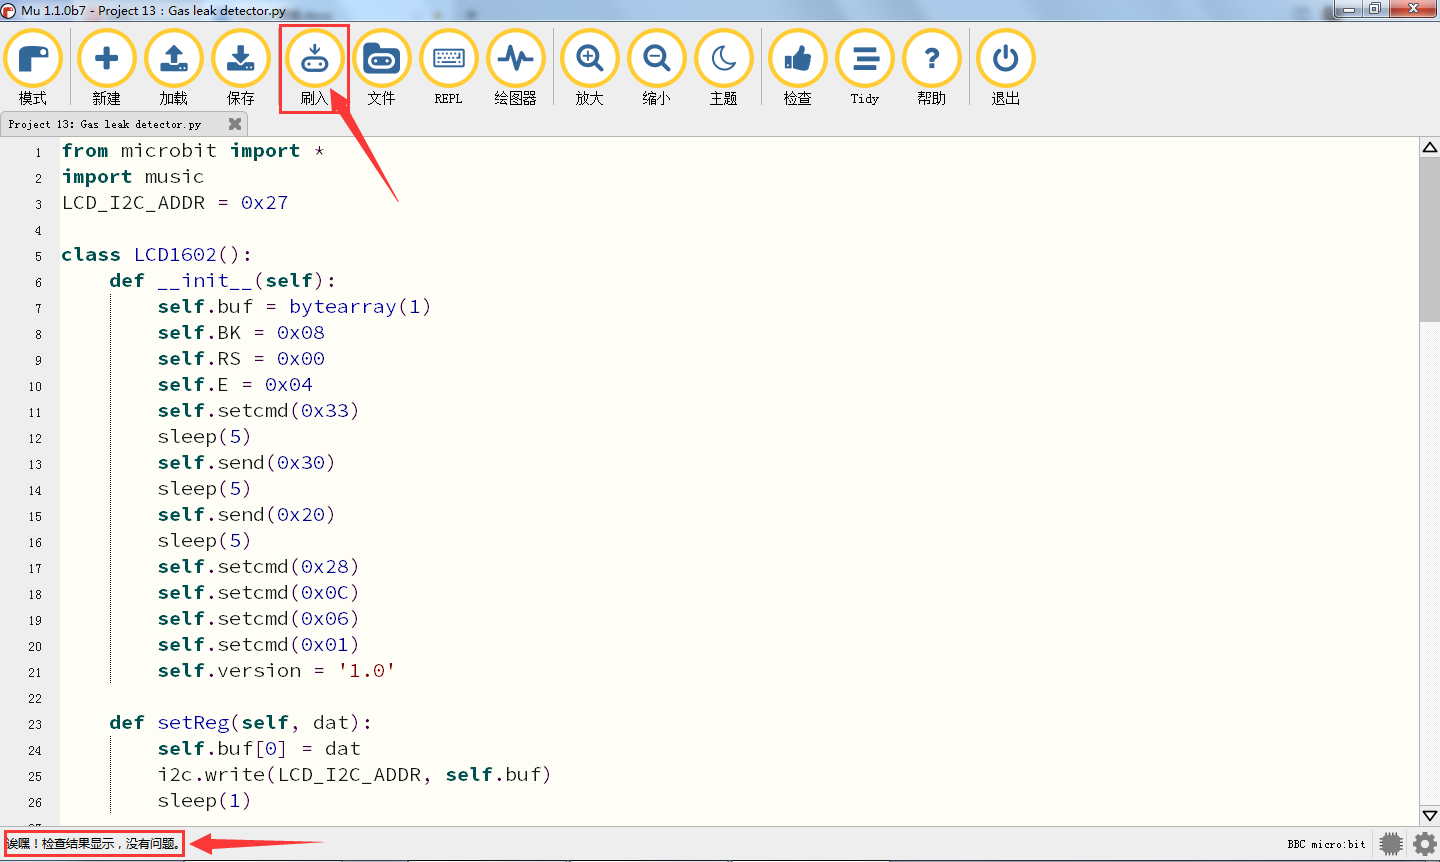 Mu 1.1.0b7 - Project 13：Gas leak detector.py
模式 新建 加载 保存 刷入 文件 REPL 绘图器 放大 缩小 主题 检查 Tidy 帮助 退出
Project 13: Gas leak detector.py
1 from microbit import *
2 import music
3 LCD_I2C_ADDR = 0x27
4
5 class LCD1602():
6     def __init__(self):
7         self.buf = bytearray(1)
8         self.BK = 0x08
9         self.RS = 0x00
10         self.E = 0x04
11         self.setcmd(0x33)
12         sleep(5)
13         self.send(0x30)
14         sleep(5)
15         self.send(0x20)
16         sleep(5)
17         self.setcmd(0x28)
18         self.setcmd(0x0C)
19         self.setcmd(0x06)
20         self.setcmd(0x01)
21         self.version = '1.0'
22
23     def setReg(self, dat):
24         self.buf[0] = dat
25         i2c.write(LCD_I2C_ADDR, self.buf)
26         sleep(1)
诶嘿！检查结果显示，没有问题。
BBC micro:bit